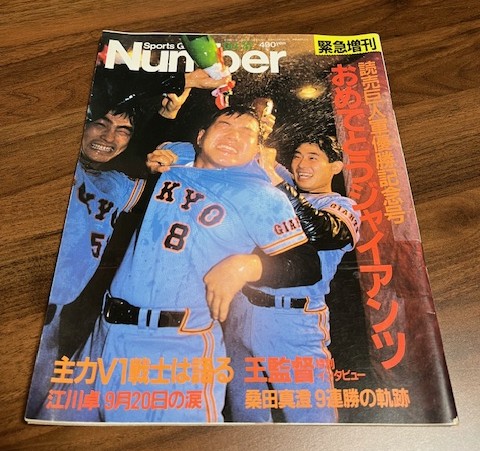 Sports G
Number
490
緊急増刊
読売巨人軍優勝記念号
おめでとうジャイアンツ
KYO
5
KYO
8
GIAN
GIANTS
主力V1戦士は語る
王監督
インタビュー
江川卓 9月20日の涙
桑田真澄 9連勝の軌跡